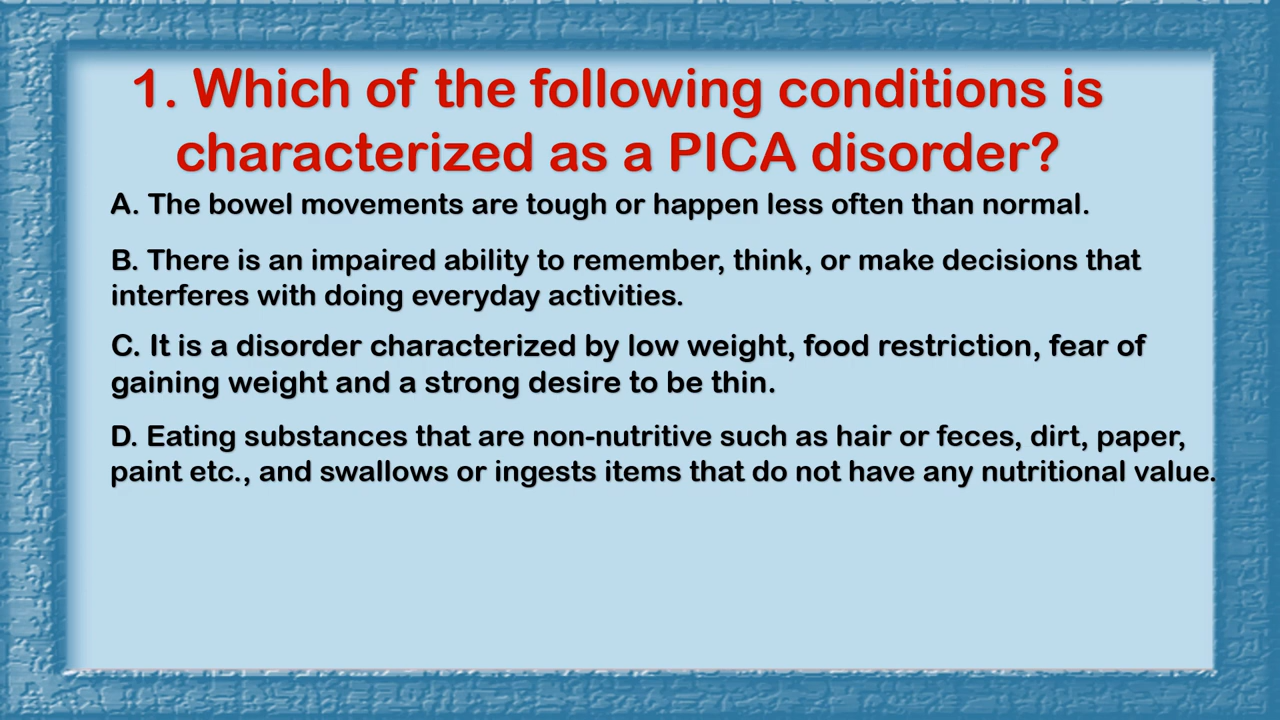 1. Which of the following conditions is
characterized as a PICA disorder?
A. The bowel movements are tough or happen less often than normal.
B. There is an impaired ability to remember, think, or make decisions that
interferes with doing everyday activities.
C. It is a disorder characterized by low weight, food restriction, fear of
gaining weight and a strong desire to be thin.
D. Eating substances that are non-nutritive such as hair or feces, dirt, paper,
paint etc., and swallows or ingests items that do not have any nutritional value.